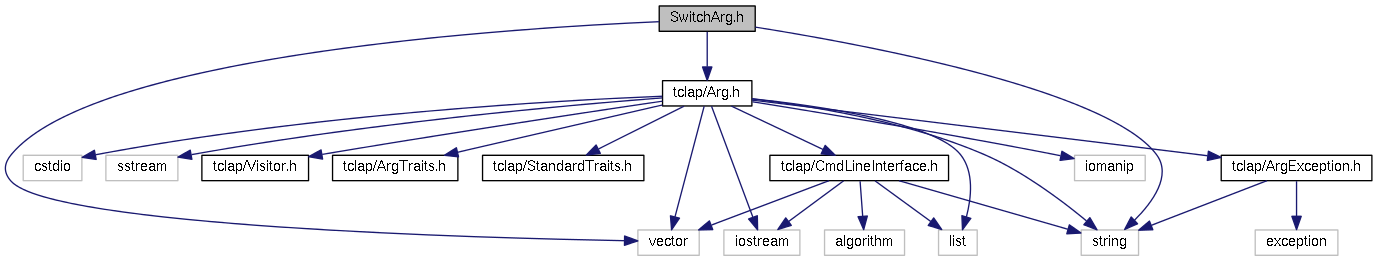 SwitchArg.h
tclap/Arg.h
cstdio
sstream
tclap/Visitor.h
tclap/ArgTraits.h
tclap/StandardTraits.h
tclap/CmdLineInterface.h
iomanip
tclap/ArgException.h
vector
iostream
algorithm
list
string
exception